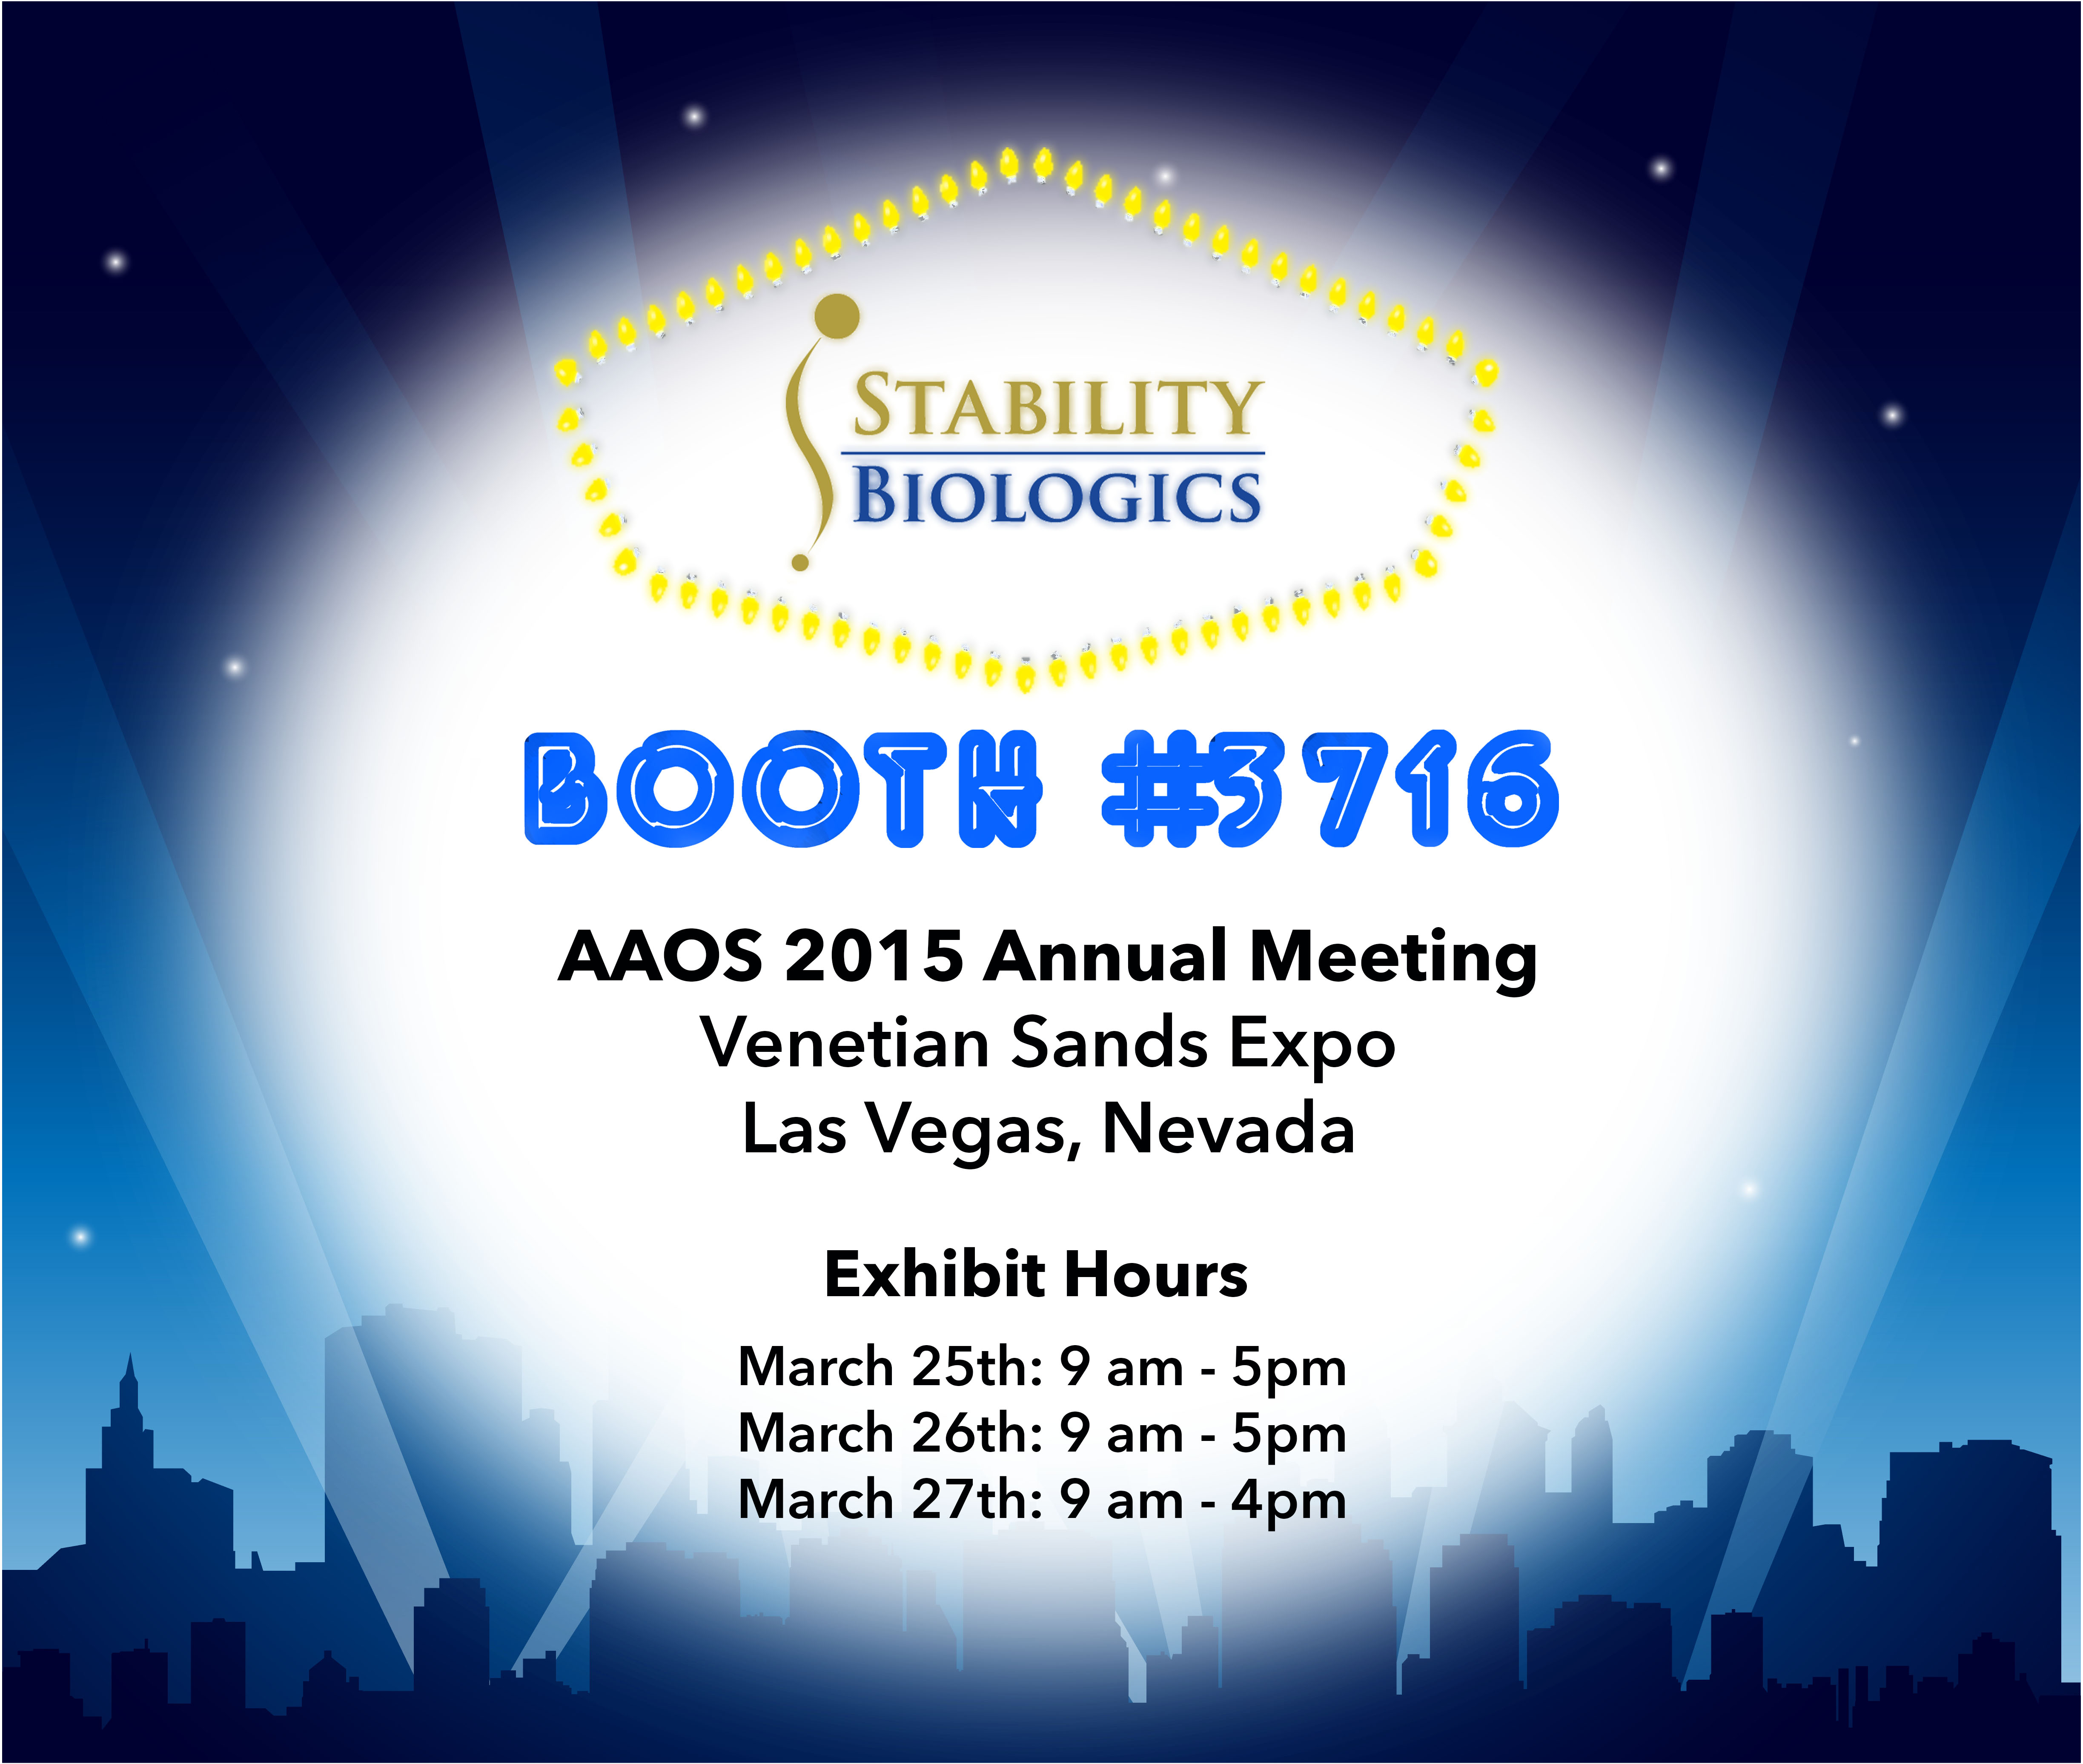 STABILITY
BIOLOGICS
BOOTH #3716
AAOS 2015 Annual Meeting
Venetian Sands Expo
Las Vegas, Nevada
Exhibit Hours
March 25th: 9 am - 5pm
March 26th: 9 am - 5pm
March 27th: 9 am - 4pm